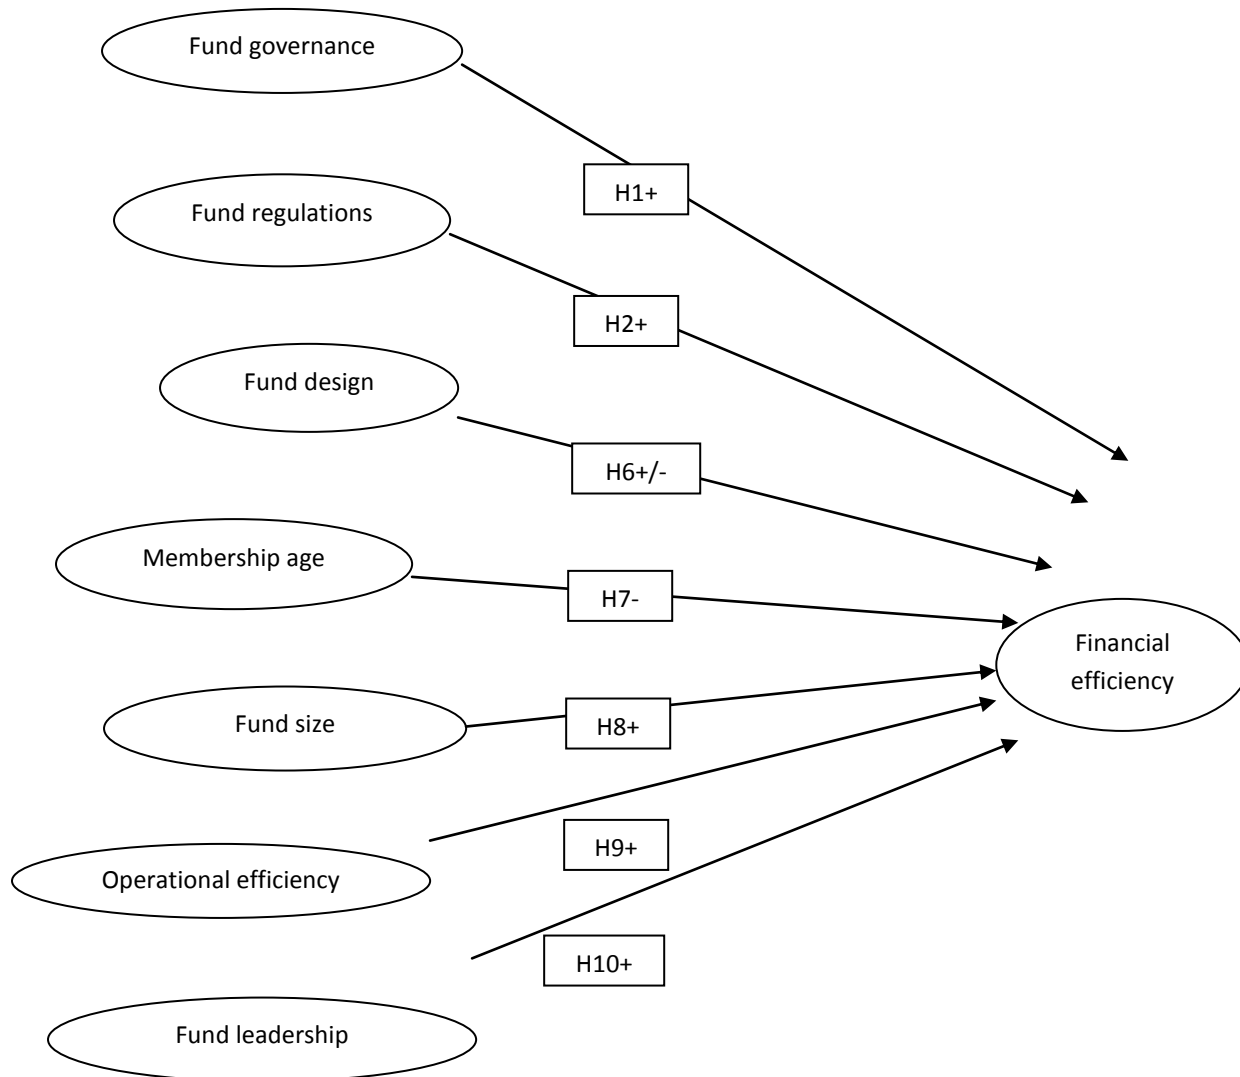 Fund governance
H1+
Fund regulations
H2+
Fund design
H6+/-
Membership age
H7-
Financial
efficiency
Fund size
H8+
H9+
Operational efficiency
H10+
Fund leadership